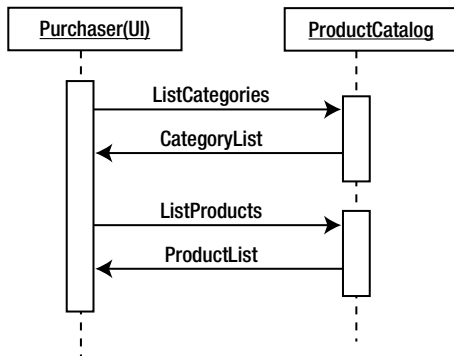 Purchaser(UI)
ProductCatalog
ListCategories
CategoryList
ListProducts
ProductList